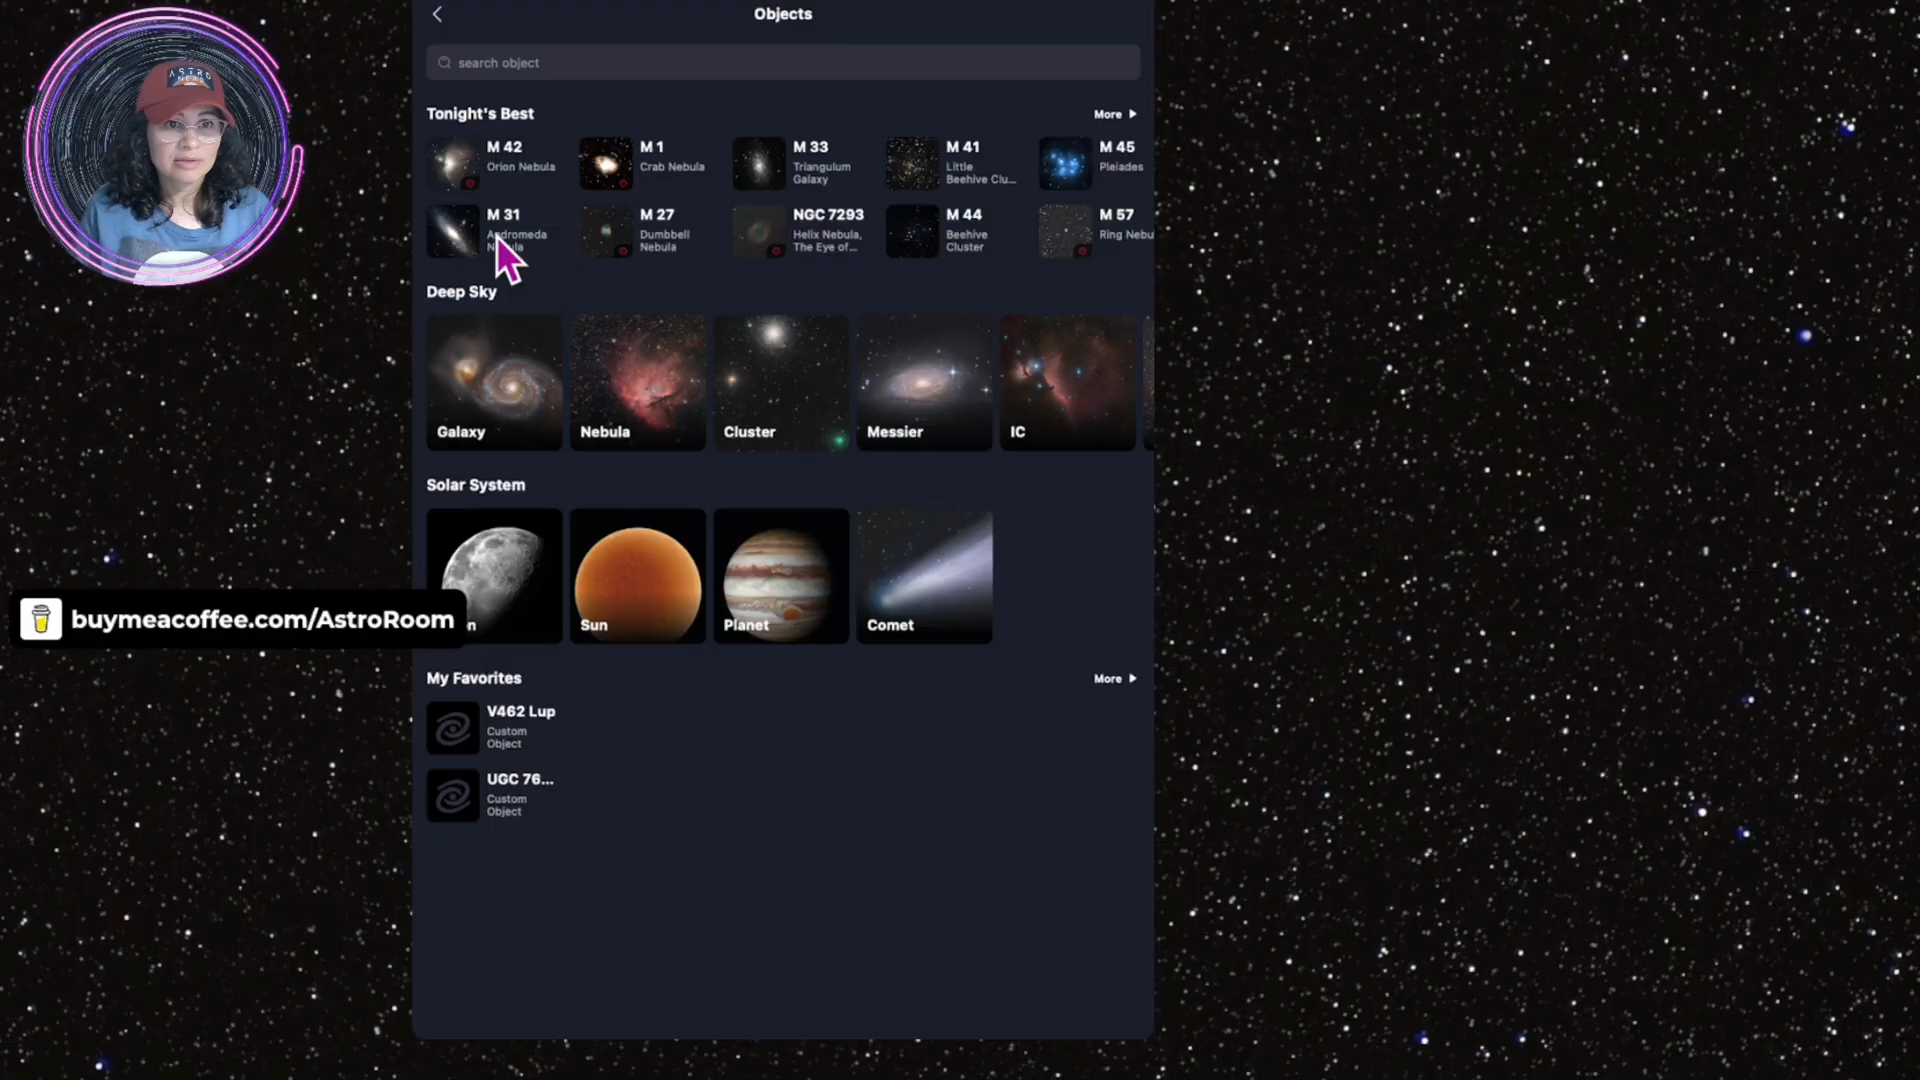 Objects
search object
Tonight's Best
More
M 42
Orion Nebula
M 1
Crab Nebula
M 33
Triangulum
Galaxy
M 41
Little
Beehive Clu...
M 45
Pleiades
M 31
Andromeda
Nebula
M 27
Dumbbell
Nebula
NGC 7293
Helix Nebula,
The Eye of...
M 44
Beehive
Cluster
M 57
Ring Nebu
Deep Sky
Galaxy
Nebula
Cluster
Messier
IC
Solar System
n
Sun
Planet
Comet
buymeacoffee.com/AstroRoom
My Favorites
More
V462 Lup
Custom
Object
UGC 76...
Custom
Object
ASTRO
NERD